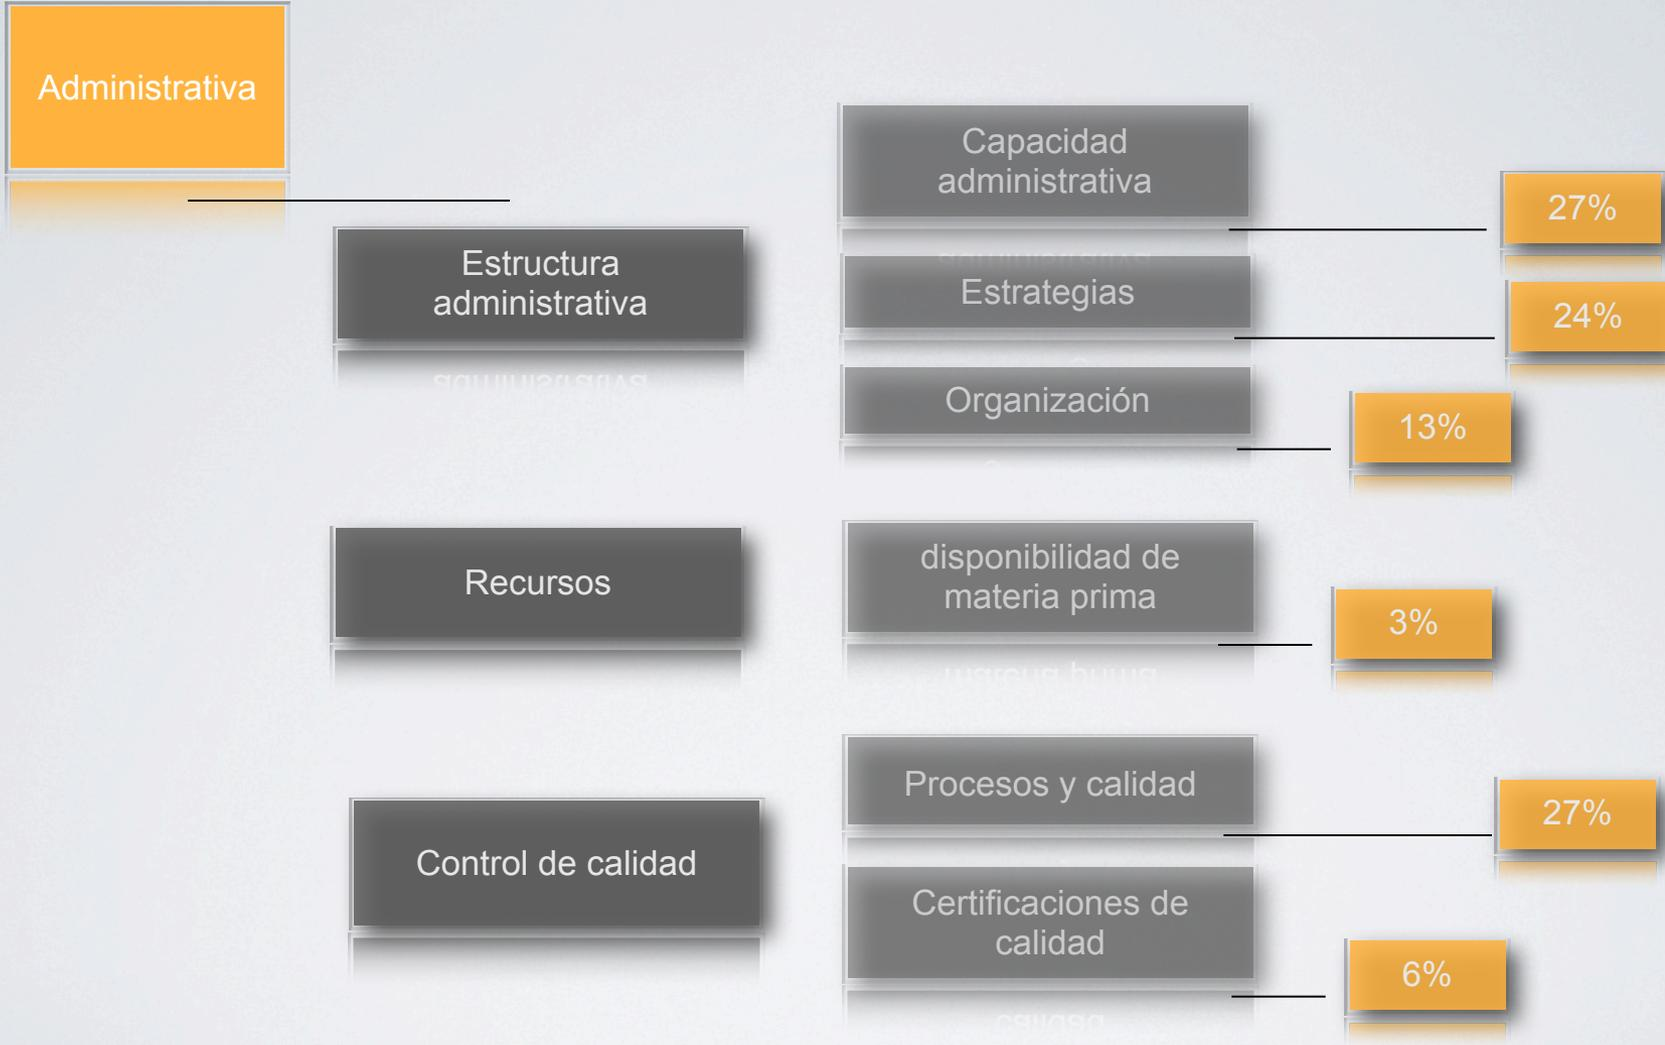 Administrativa
Estructura
administrativa
Capacidad
administrativa
27%
Estrategias
24%
Organización
13%
Recursos
disponibilidad de
materia prima
3%
Control de calidad
Procesos y calidad
27%
Certificaciones de
calidad
6%